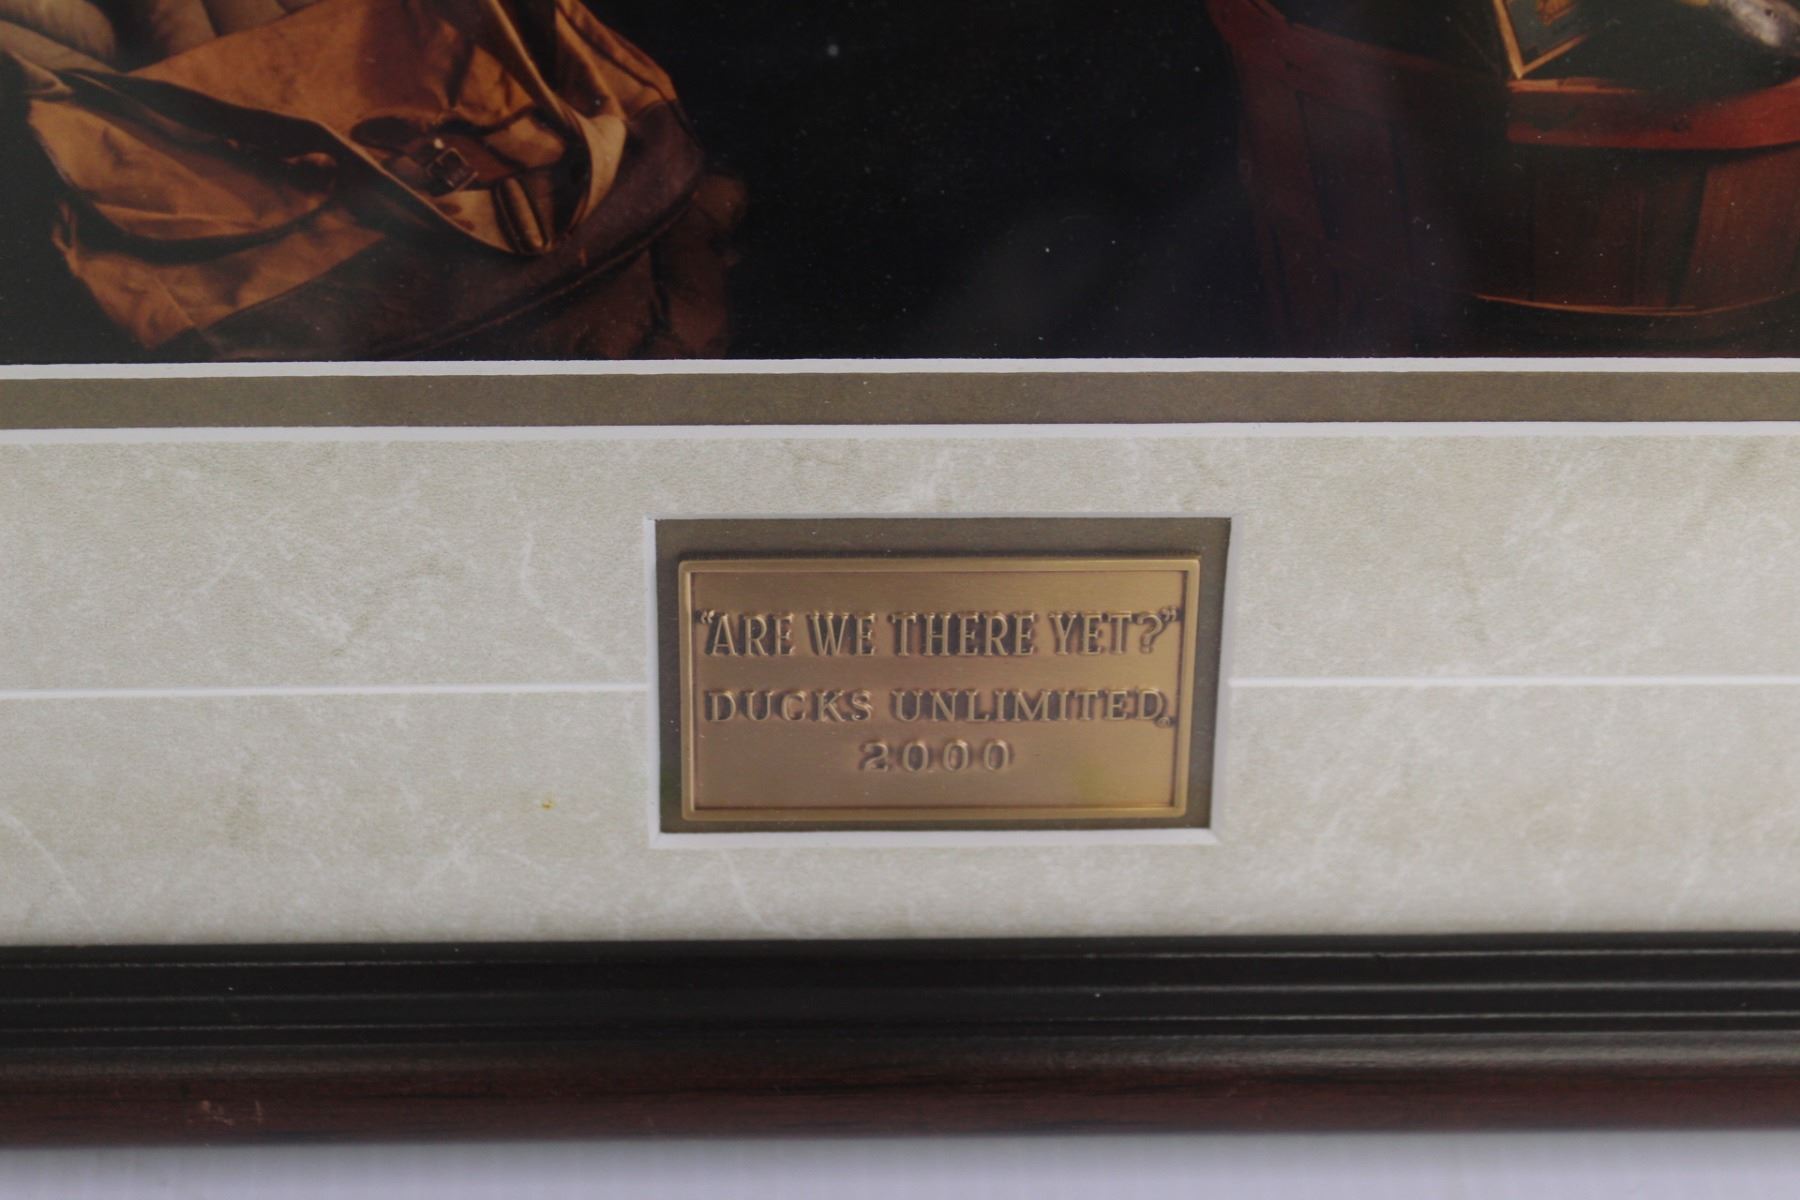 "ARE WE THERE YET?"
DUCKS UNLIMITED®
2000